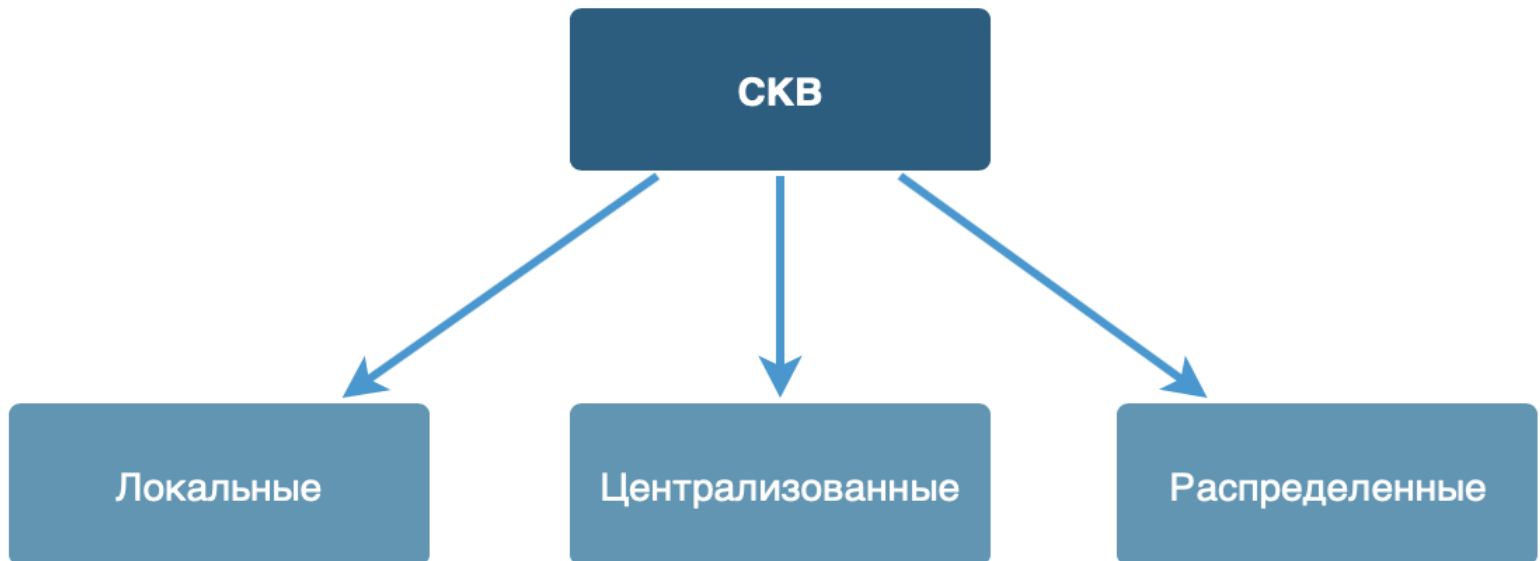 СКВ
Локальные
Централизованные
Распределенные